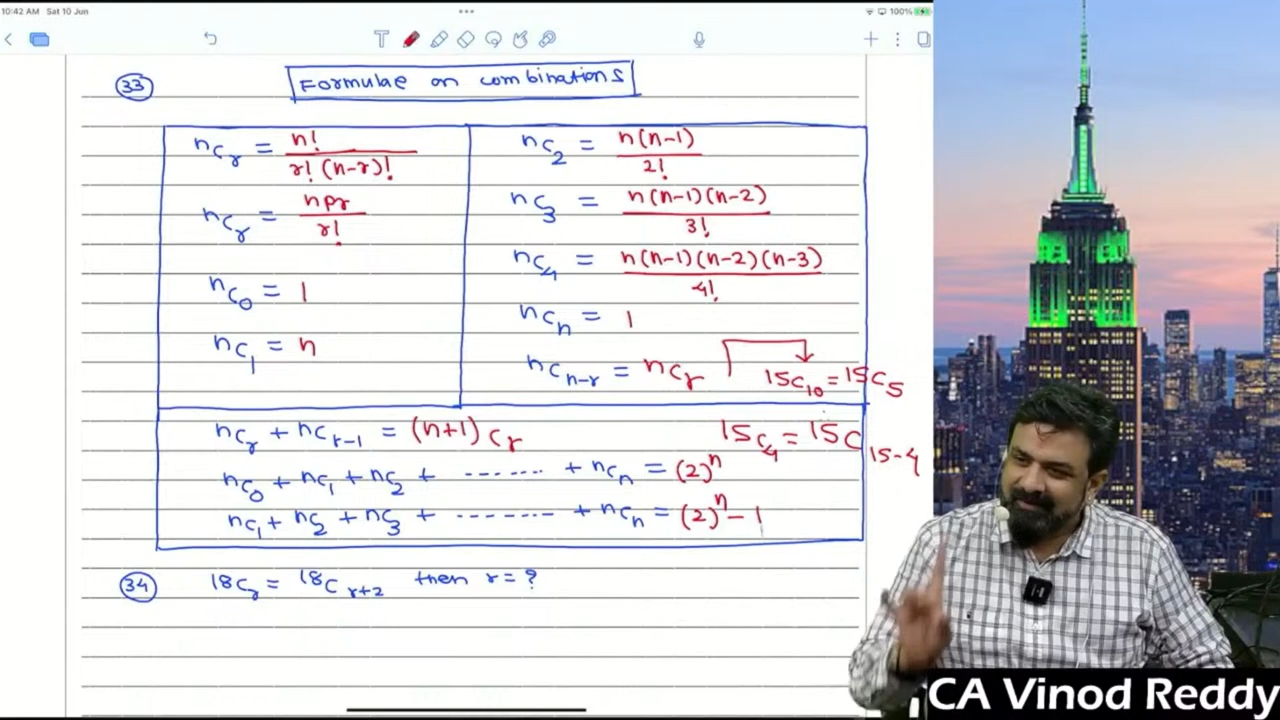 10:42 AM Sat 10 Jun
100%
33 Formulae on combinations
nCr = n! / r! (n-r)!
nCr = nPr / r!
nC0 = 1
nC1 = n
nC2 = n(n-1) / 2!
nC3 = n(n-1)(n-2) / 3!
nC4 = n(n-1)(n-2)(n-3) / 4!
nCn = 1
nCn-r = nCr
15C10 = 15C5
nCr + nCr-1 = (n+1)Cr
15C4 = 15C15-4
nC0 + nC1 + nC2 + ....... + nCn = (2)^n
nC1 + nC2 + nC3 + ........ + nCn = (2)^n - 1
34 18Cr = 18Cr+2 then r = ?
CA Vinod Reddy